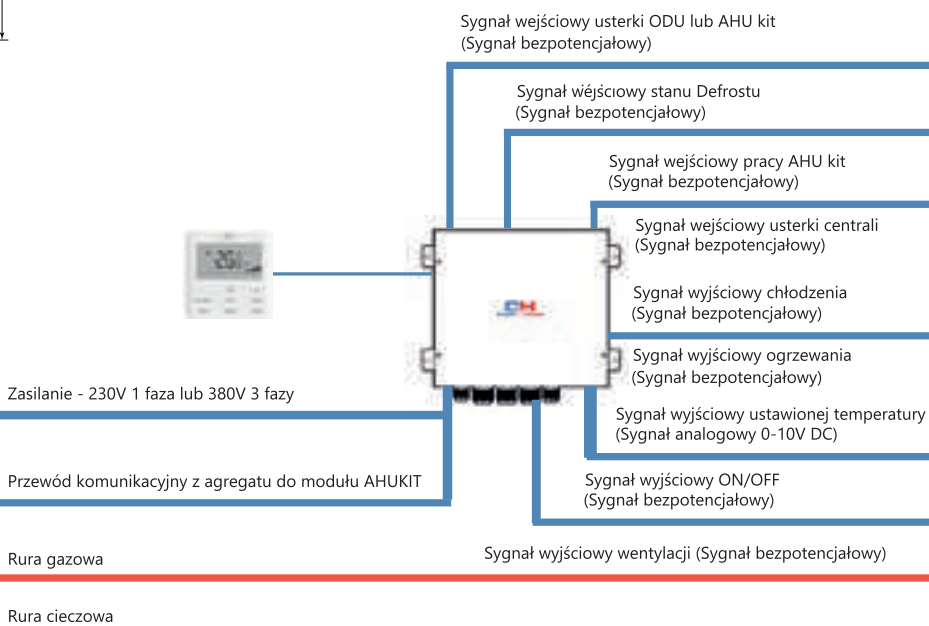 Sygnał wejściowy usterki ODU lub AHU kit
(Sygnał bezpotencjałowy)
Sygnał wejściowy stanu Defrostu
(Sygnał bezpotencjałowy)
Sygnał wejściowy pracy AHU kit
(Sygnał bezpotencjałowy)
Sygnał wejściowy usterki centrali
(Sygnał bezpotencjałowy)
CH
Sygnał wyjściowy chłodzenia
(Sygnał bezpotencjałowy)
Sygnał wyjściowy ogrzewania
(Sygnał bezpotencjałowy)
Zasilanie - 230V 1 faza lub 380V 3 fazy
Sygnał wyjściowy ustawionej temperatury
(Sygnał analogowy 0-10V DC)
Przewód komunikacyjny z agregatu do modułu AHUKIT
Sygnał wyjściowy ON/OFF
(Sygnał bezpotencjałowy)
Sygnał wyjściowy wentylacji (Sygnał bezpotencjałowy)
Rura gazowa
Rura cieczowa